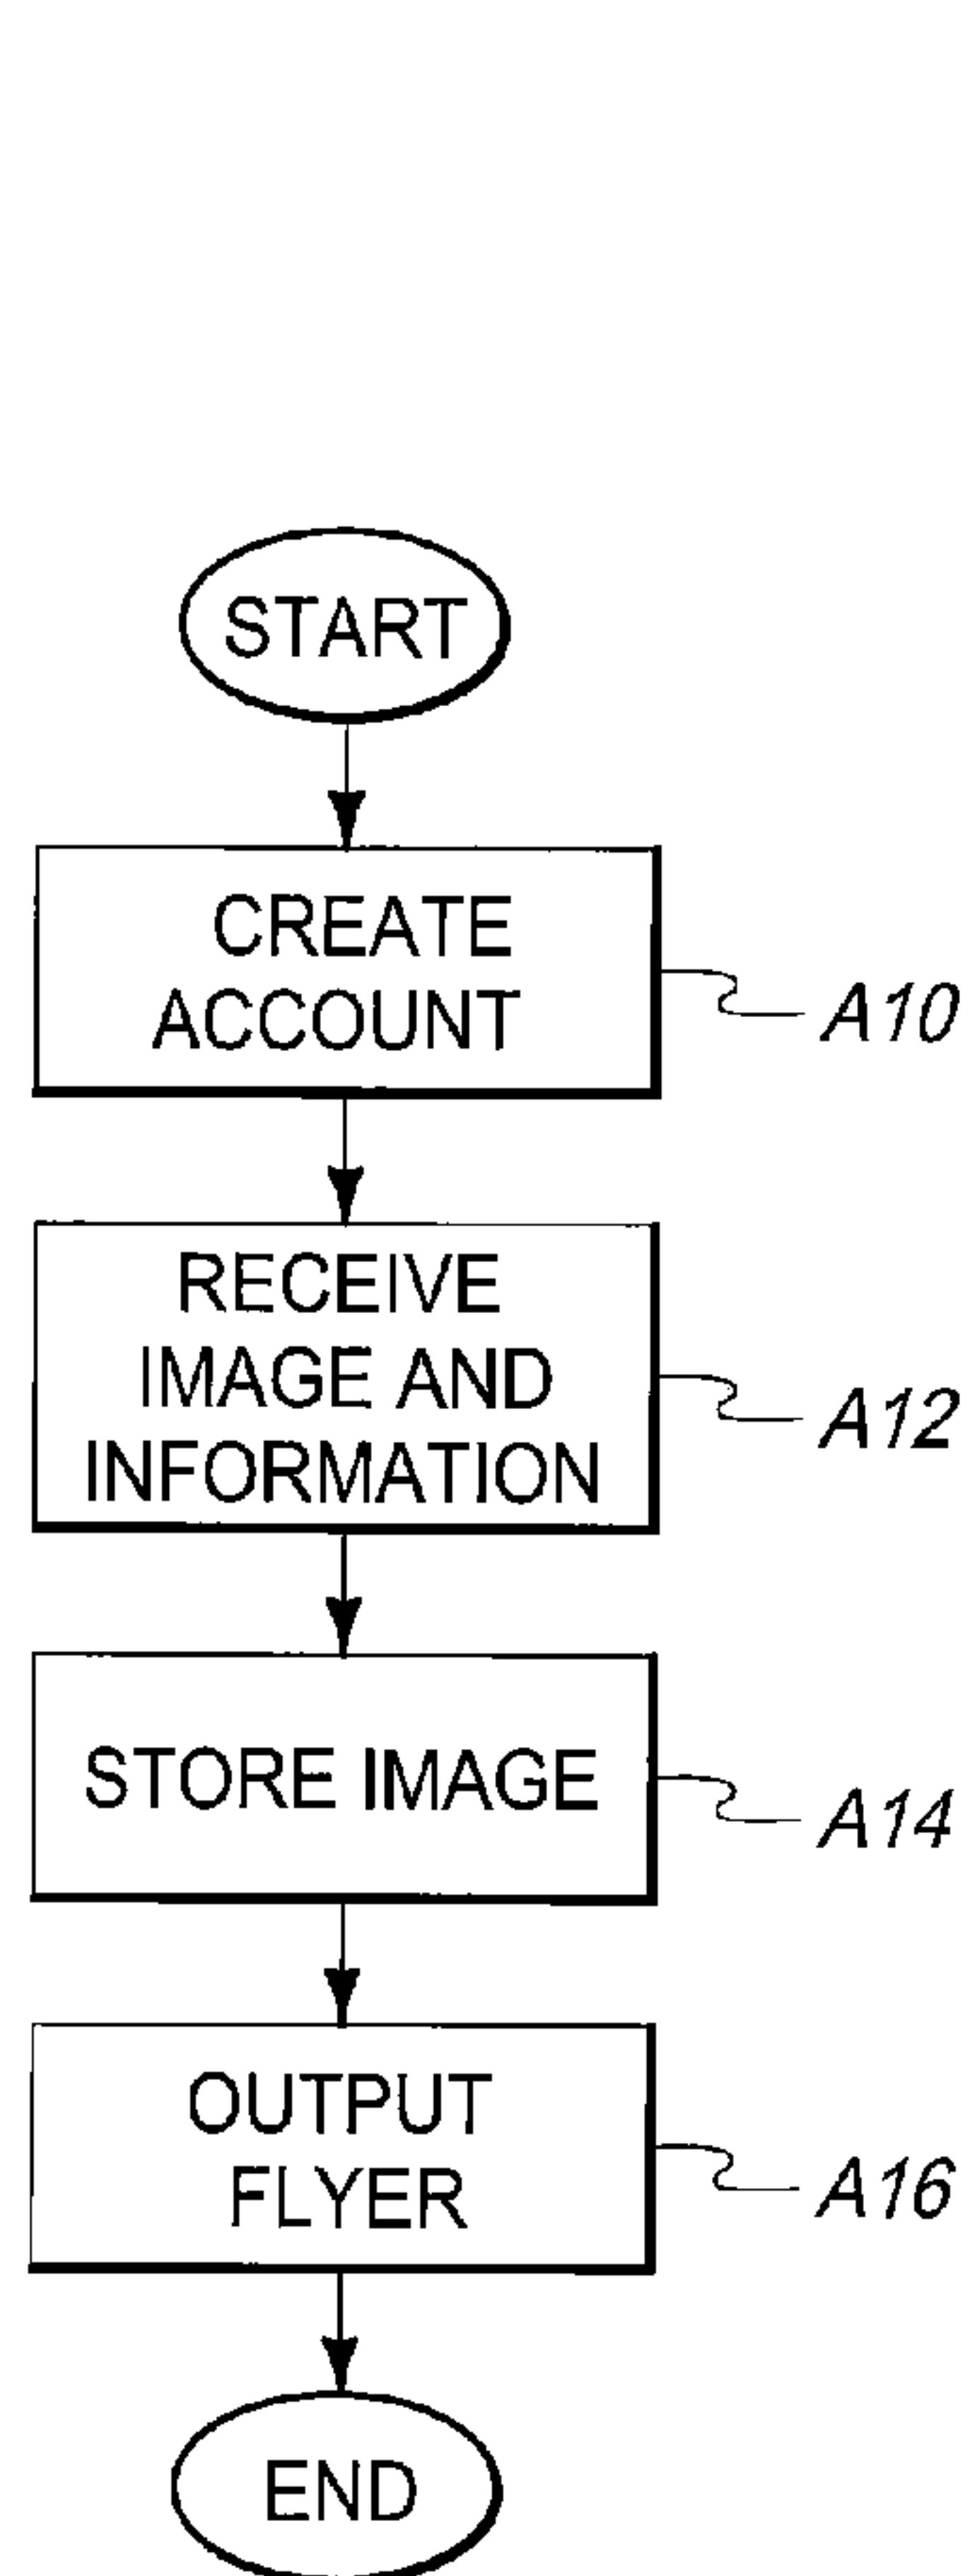 START
CREATE
ACCOUNT
A10
RECEIVE
IMAGE AND
INFORMATION
A12
STORE IMAGE
A14
OUTPUT
FLYER
A16
END